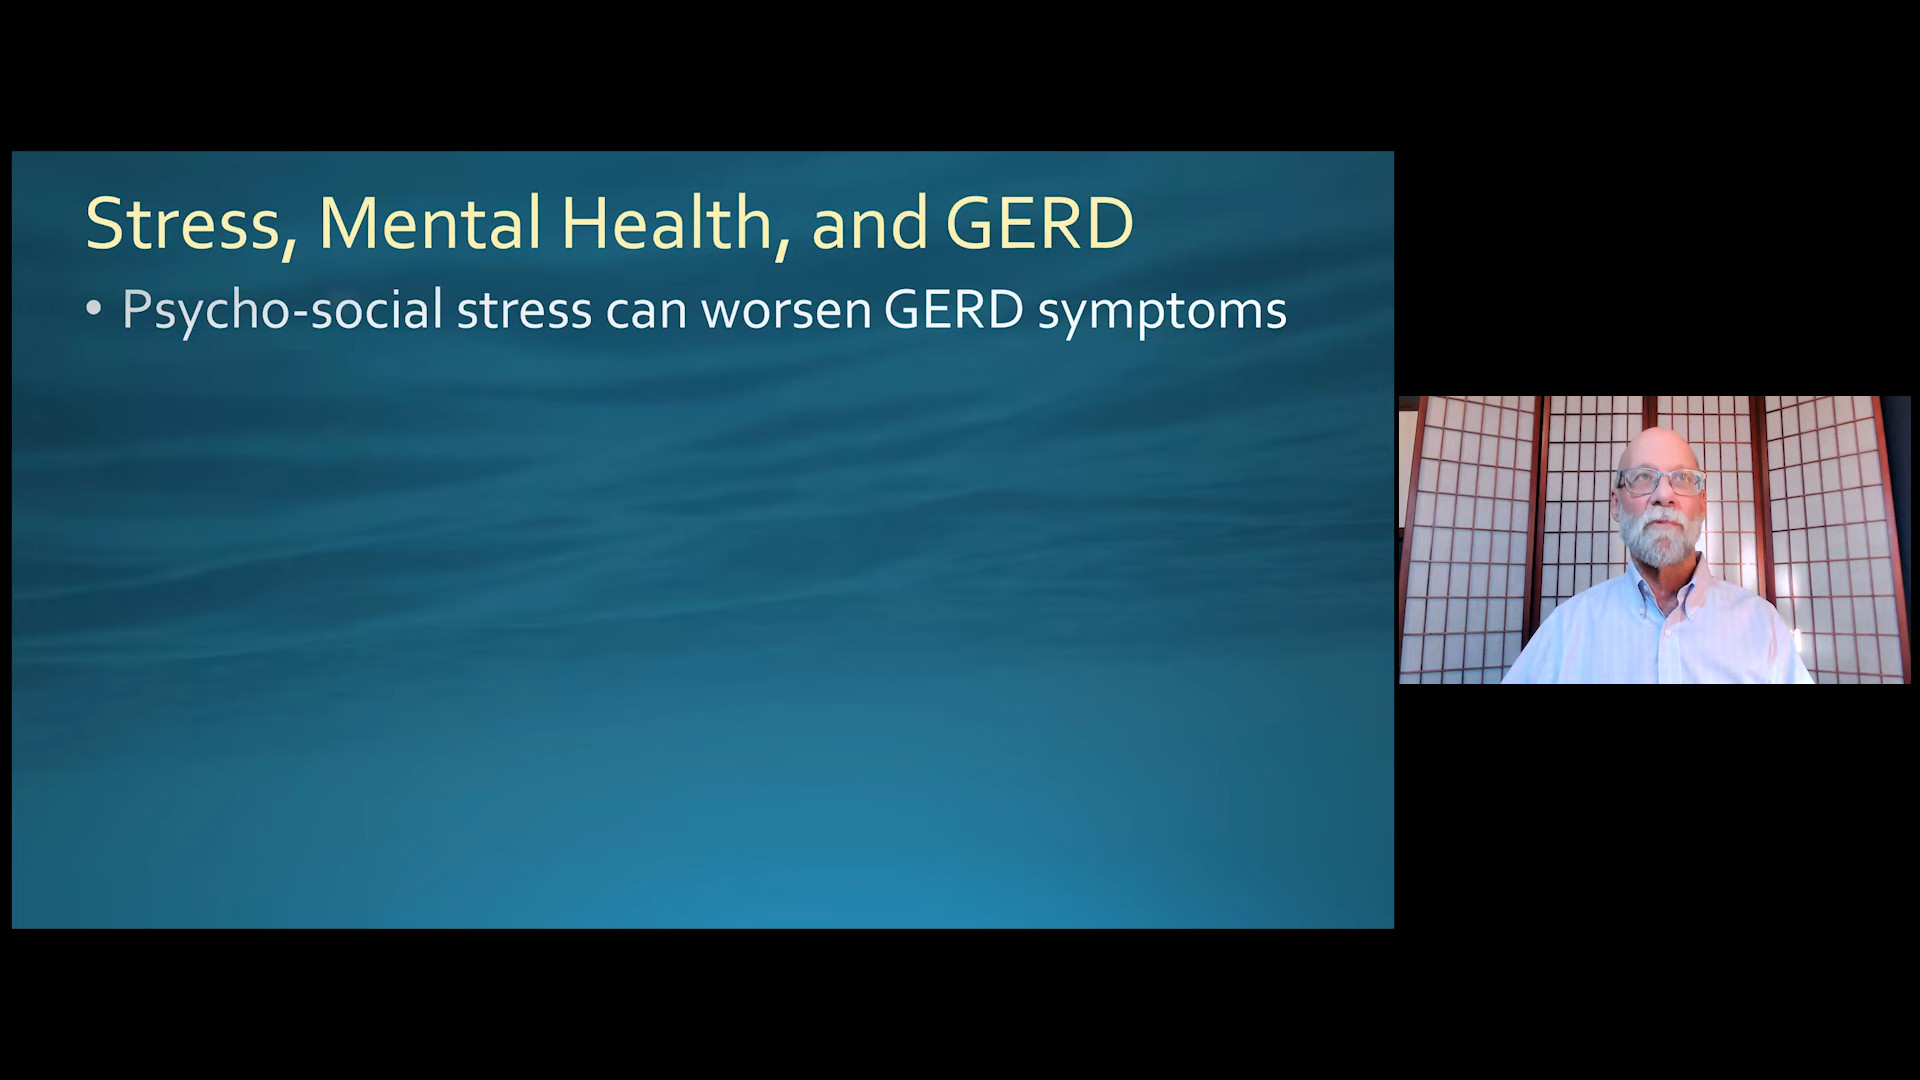 Stress, Mental Health, and GERD
• Psycho-social stress can worsen GERD symptoms